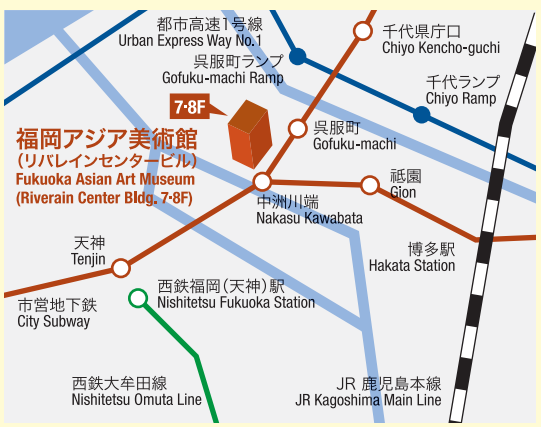 都市高速1号線
Urban Express Way No.1
千代県庁口
Chiyo Kencho-guchi
呉服町ランプ
Gofuku-machi Ramp
千代ランプ
Chiyo Ramp
7・8F
福岡アジア美術館
(リバレインセンタービル)
Fukuoka Asian Art Museum
(Riverain Center Bldg. 7・8F)
呉服町
Gofuku-machi
祇園
Gion
中洲川端
Nakasu Kawabata
天神
Tenjin
博多駅
Hakata Station
西鉄福岡(天神)駅
Nishitetsu Fukuoka Station
市営地下鉄
City Subway
西鉄大牟田線
Nishitetsu Omuta Line
JR 鹿児島本線
JR Kagoshima Main Line